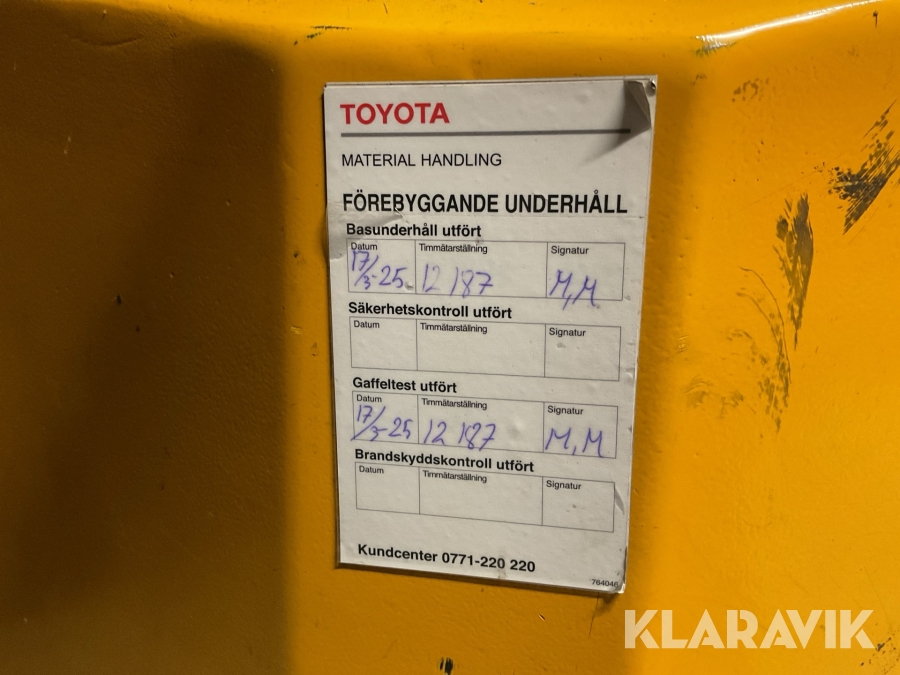 TOYOTA
MATERIAL HANDLING
FÖREBYGGANDE UNDERHÅLL
Basunderhåll utfört
Datum Timmätarställning Signatur
17/3-25 12 187 M,M
Säkerhetskontroll utfört
Datum Timmätarställning Signatur
Gaffeltest utfört
Datum Timmätarställning Signatur
17/3-25 12 187 M,M
Brandskyddskontroll utfört
Datum Timmätarställning Signatur
Kundcenter 0771-220 220
764046
KLARAVIK